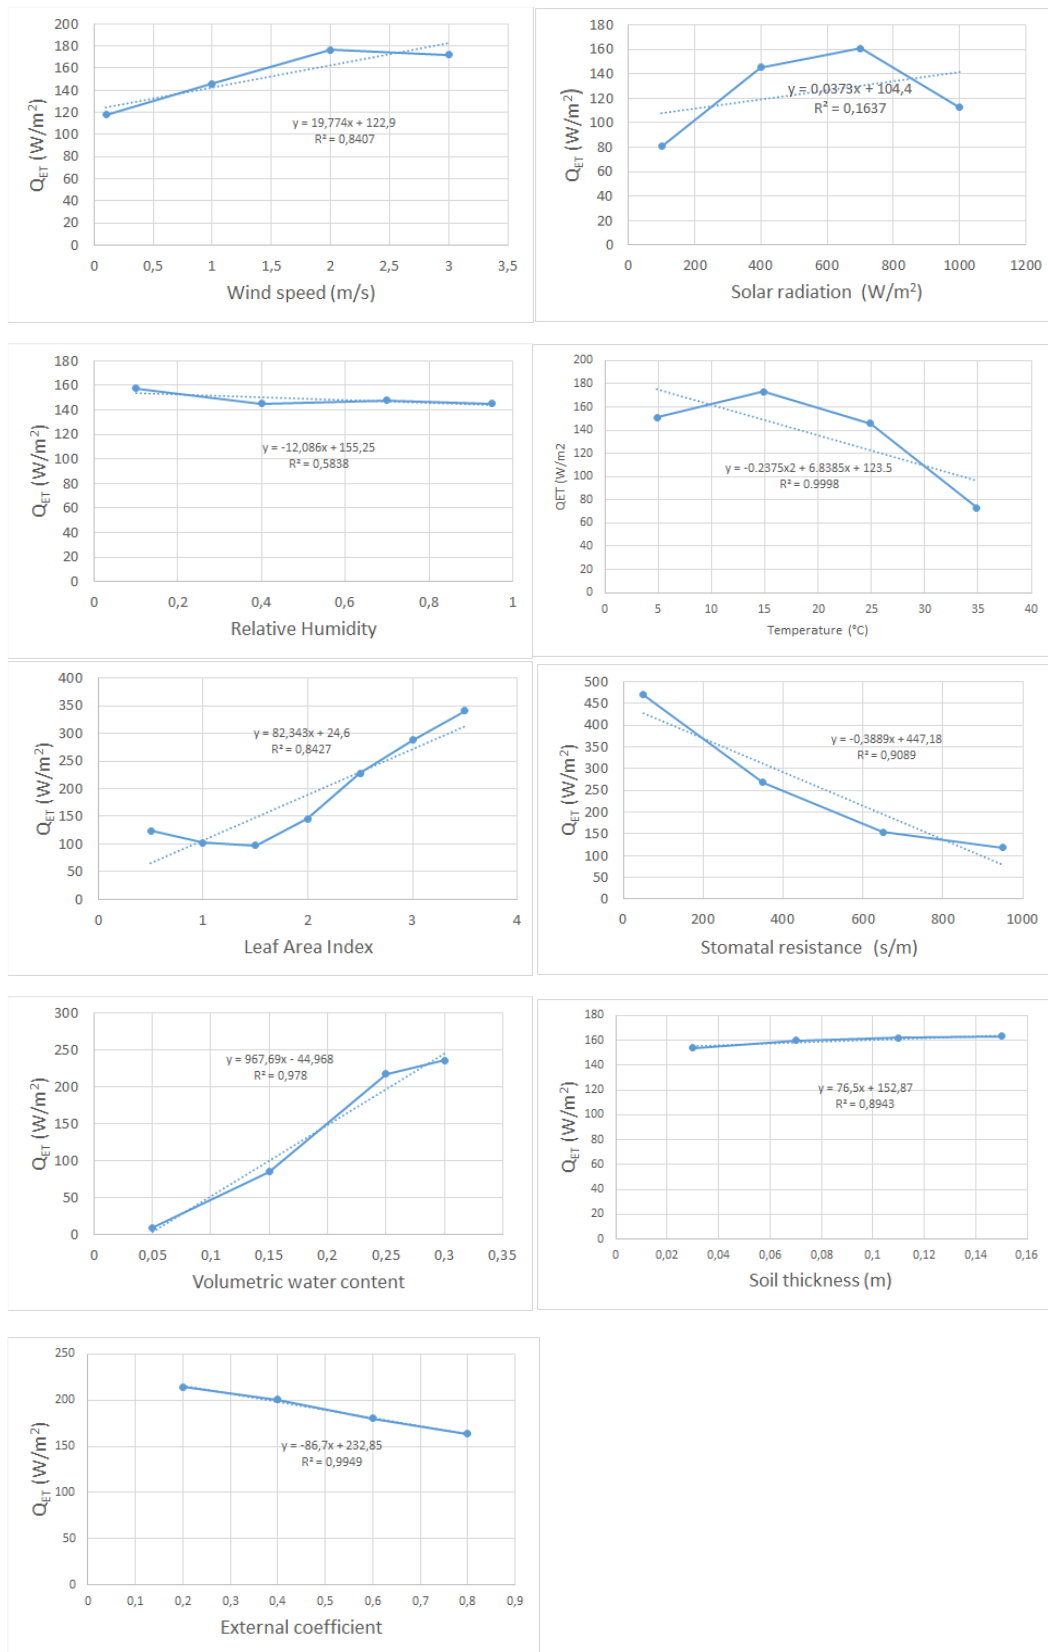 200
180
160
140
120
100
80
60
40
20
0
Q_ET (W/m²)
y = 19,774x + 122,9
R² = 0,8407
0 0,5 1 1,5 2 2,5 3 3,5
Wind speed (m/s)
180
160
140
120
100
80
60
40
20
0
Q_ET (W/m²)
y = 0,0373x + 104,4
R² = 0,1637
0 200 400 600 800 1000 1200
Solar radiation (W/m²)
180
160
140
120
100
80
60
40
20
0
Q_ET (W/m²)
y = -12,086x + 155,25
R² = 0,5838
0 0,2 0,4 0,6 0,8 1
Relative Humidity
200
180
160
140
120
100
80
60
40
20
0
QET (W/m2
y = -0.2375x2 + 6.8385x + 123.5
R² = 0.9998
0 5 10 15 20 25 30 35 40
Temperature (°C)
400
350
300
250
200
150
100
50
0
Q_ET (W/m²)
y = 82,343x + 24,6
R² = 0,8427
0 1 2 3 4
Leaf Area Index
500
450
400
350
300
250
200
150
100
50
0
Q_ET (W/m²)
y = -0,3889x + 447,18
R² = 0,9089
0 200 400 600 800 1000
Stomatal resistance (s/m)
300
250
200
150
100
50
0
Q_ET (W/m²)
y = 967,69x - 44,968
R² = 0,978
0 0,05 0,1 0,15 0,2 0,25 0,3 0,35
Volumetric water content
180
160
140
120
100
80
60
40
20
0
Q_ET (W/m²)
y = 76,5x + 152,87
R² = 0,8943
0 0,02 0,04 0,06 0,08 0,1 0,12 0,14 0,16
Soil thickness (m)
250
200
150
100
50
0
Q_ET (W/m²)
y = -86,7x + 232,85
R² = 0,9949
0 0,1 0,2 0,3 0,4 0,5 0,6 0,7 0,8 0,9
External coefficient